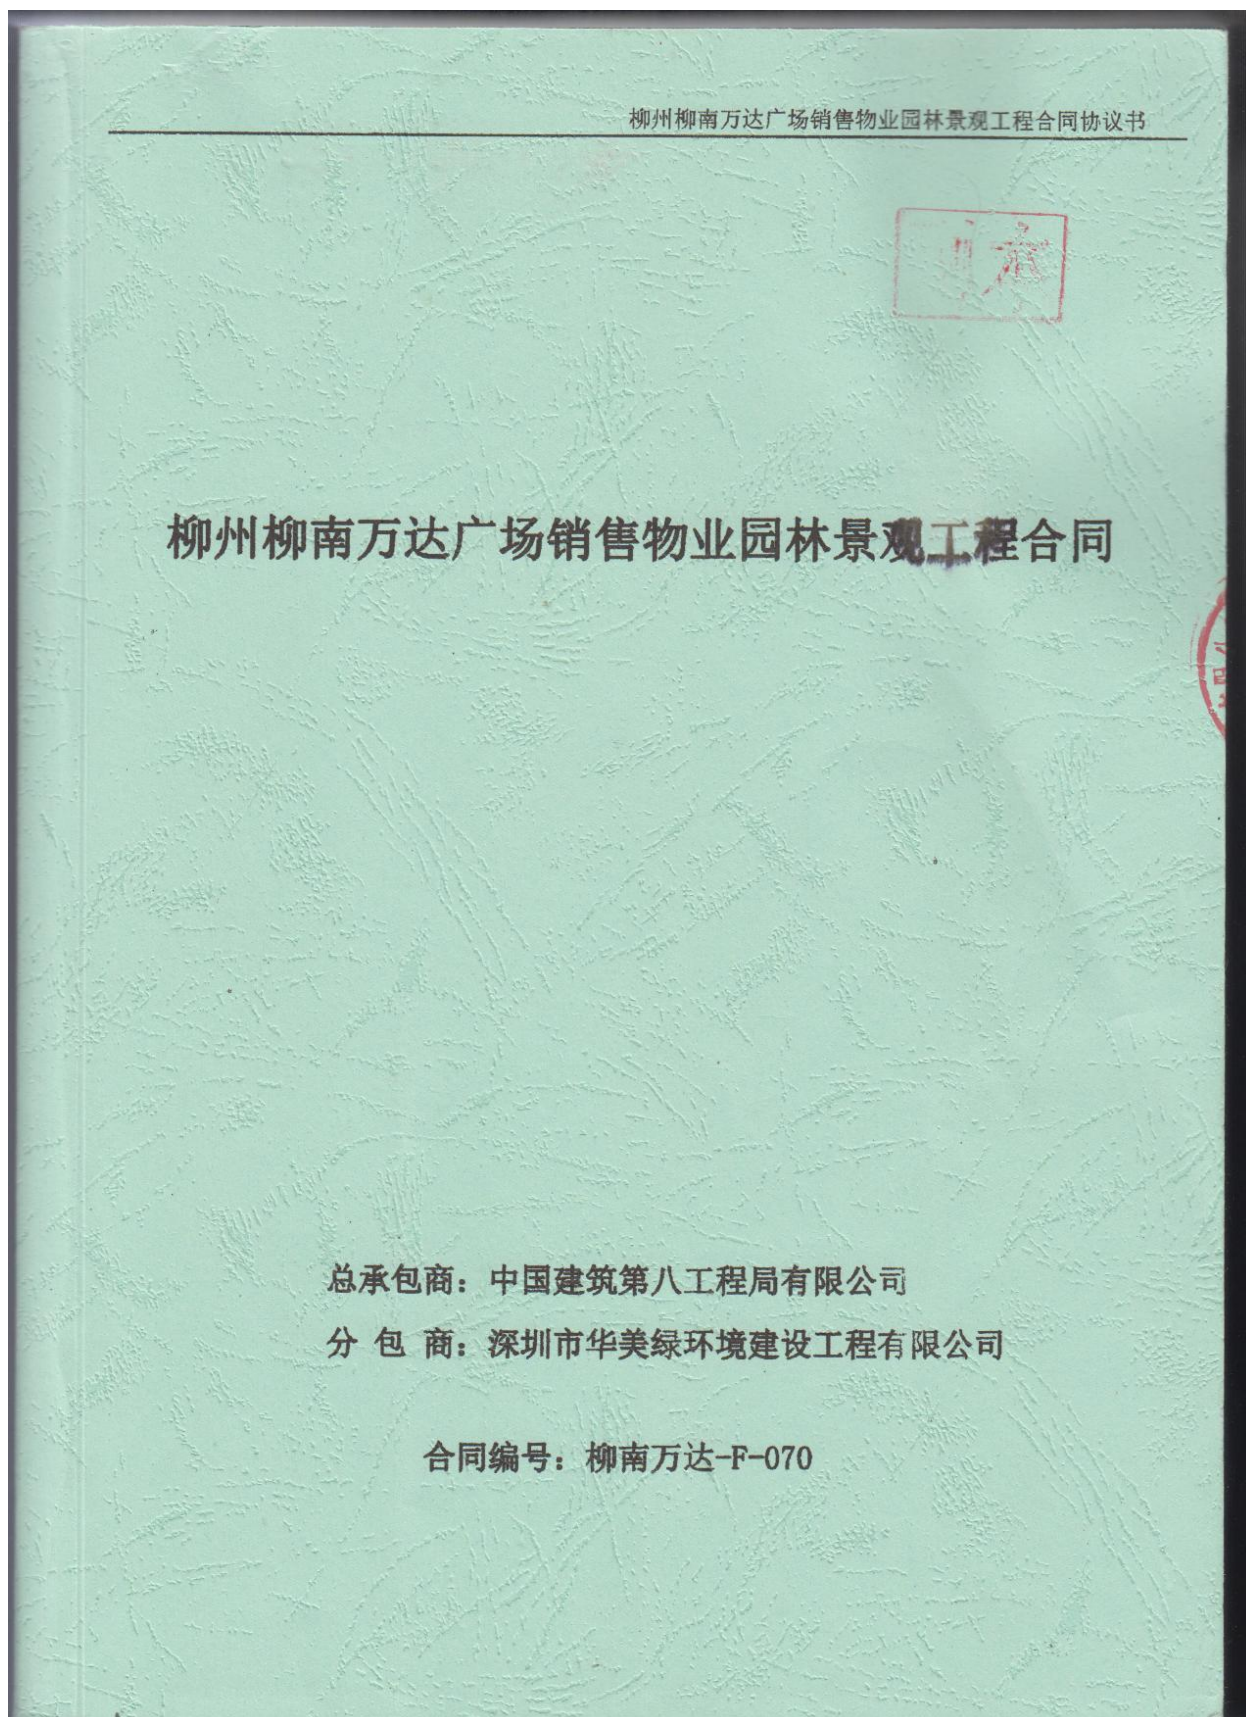 柳州柳南万达广场销售物业园林景观工程合同协议书
柳州柳南万达广场销售物业园林景观工程合同
总承包商：中国建筑第八工程局有限公司
分 包 商：深圳市华美绿环境建设工程有限公司
合同编号：柳南万达-F-070